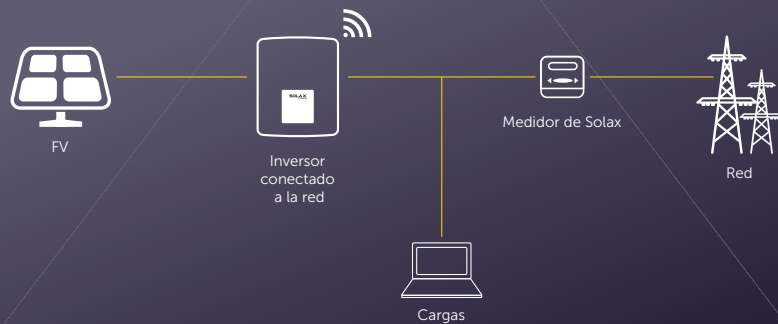 SOLAX
FV
Inversor
conectado
a la red
Medidor de Solax
Red
Cargas